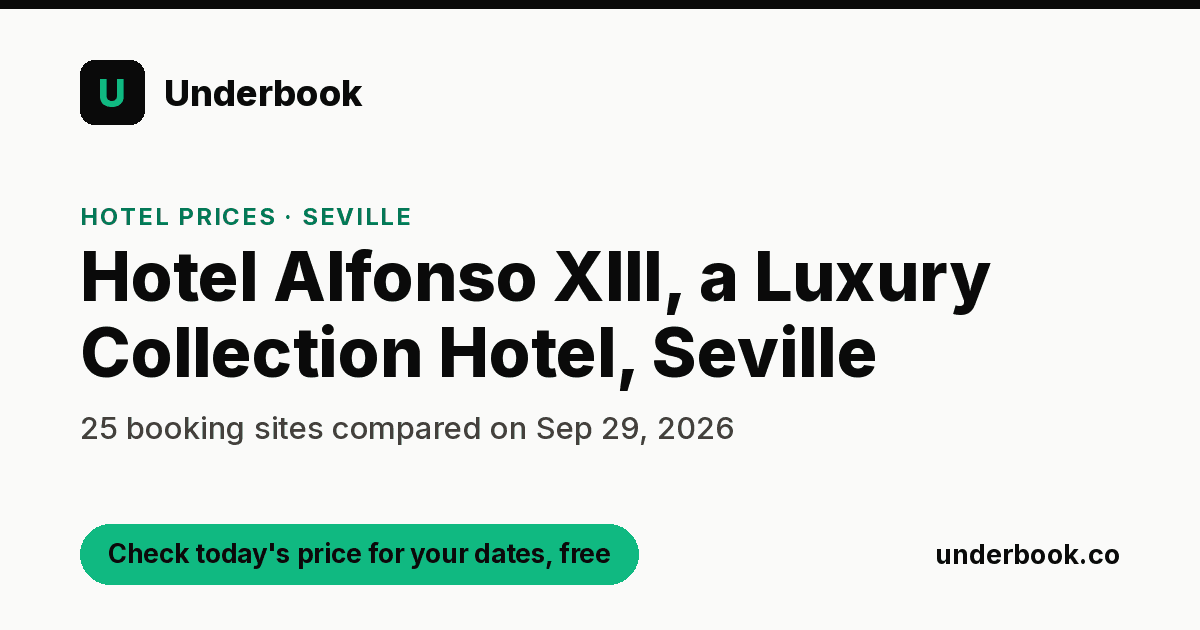 U Underbook
HOTEL PRICES · SEVILLE
Hotel Alfonso XIII, a Luxury
Collection Hotel, Seville
25 booking sites compared on Sep 29, 2026
Check today's price for your dates, free
underbook.co